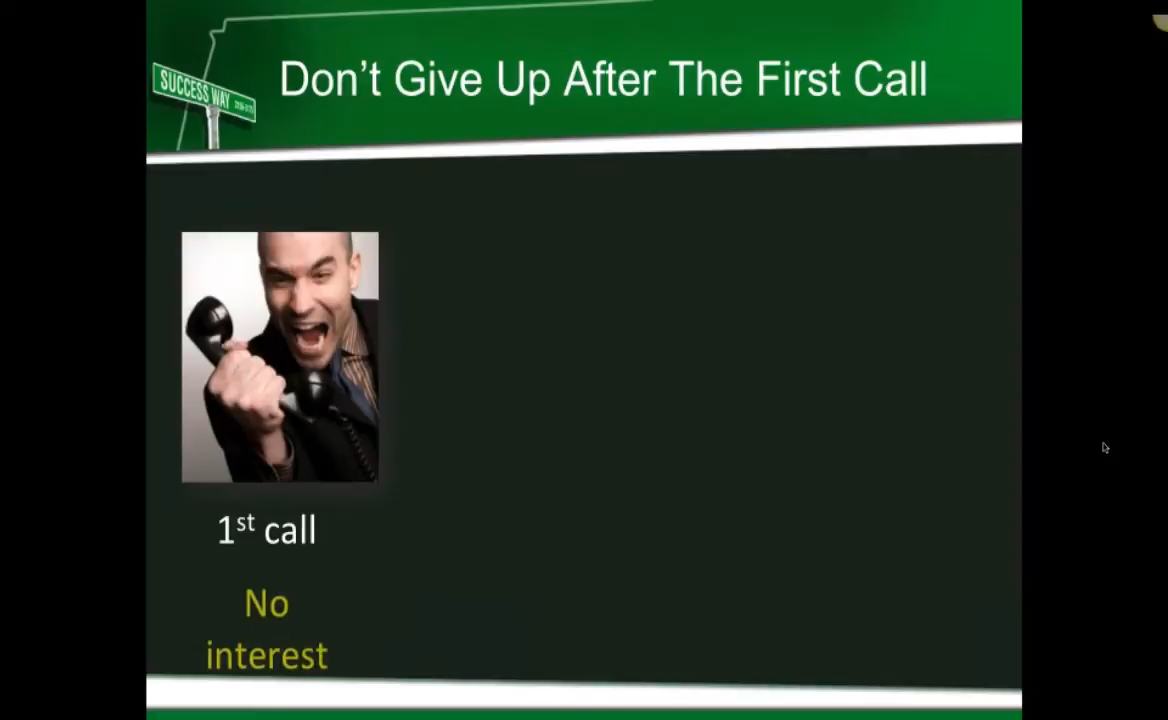 Don't Give Up After The First Call
SUCCESS WAY
1st call
No
interest